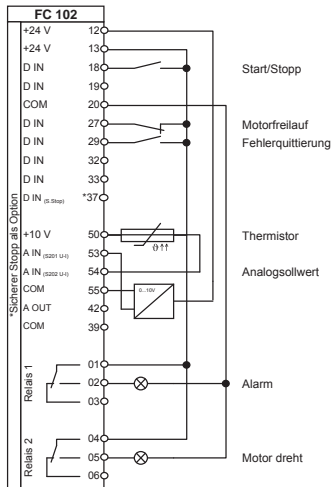 FC 102
+24 V 12
+24 V 13
D IN 18 Start/Stopp
D IN 19
COM 20
D IN 27 Motorfreilauf
D IN 29 Fehlerquittierung
D IN 32
D IN 33
D IN (S.Stop) *37
+10 V 50 Thermistor
A IN (S201 U-I) 53
A IN (S202 U-I) 54 Analogsollwert
COM 55 0...10V
A OUT 42
COM 39
*Sicherer Stopp als Option
Relais 1
01
02 Alarm
03
Relais 2
04
05 Motor dreht
06